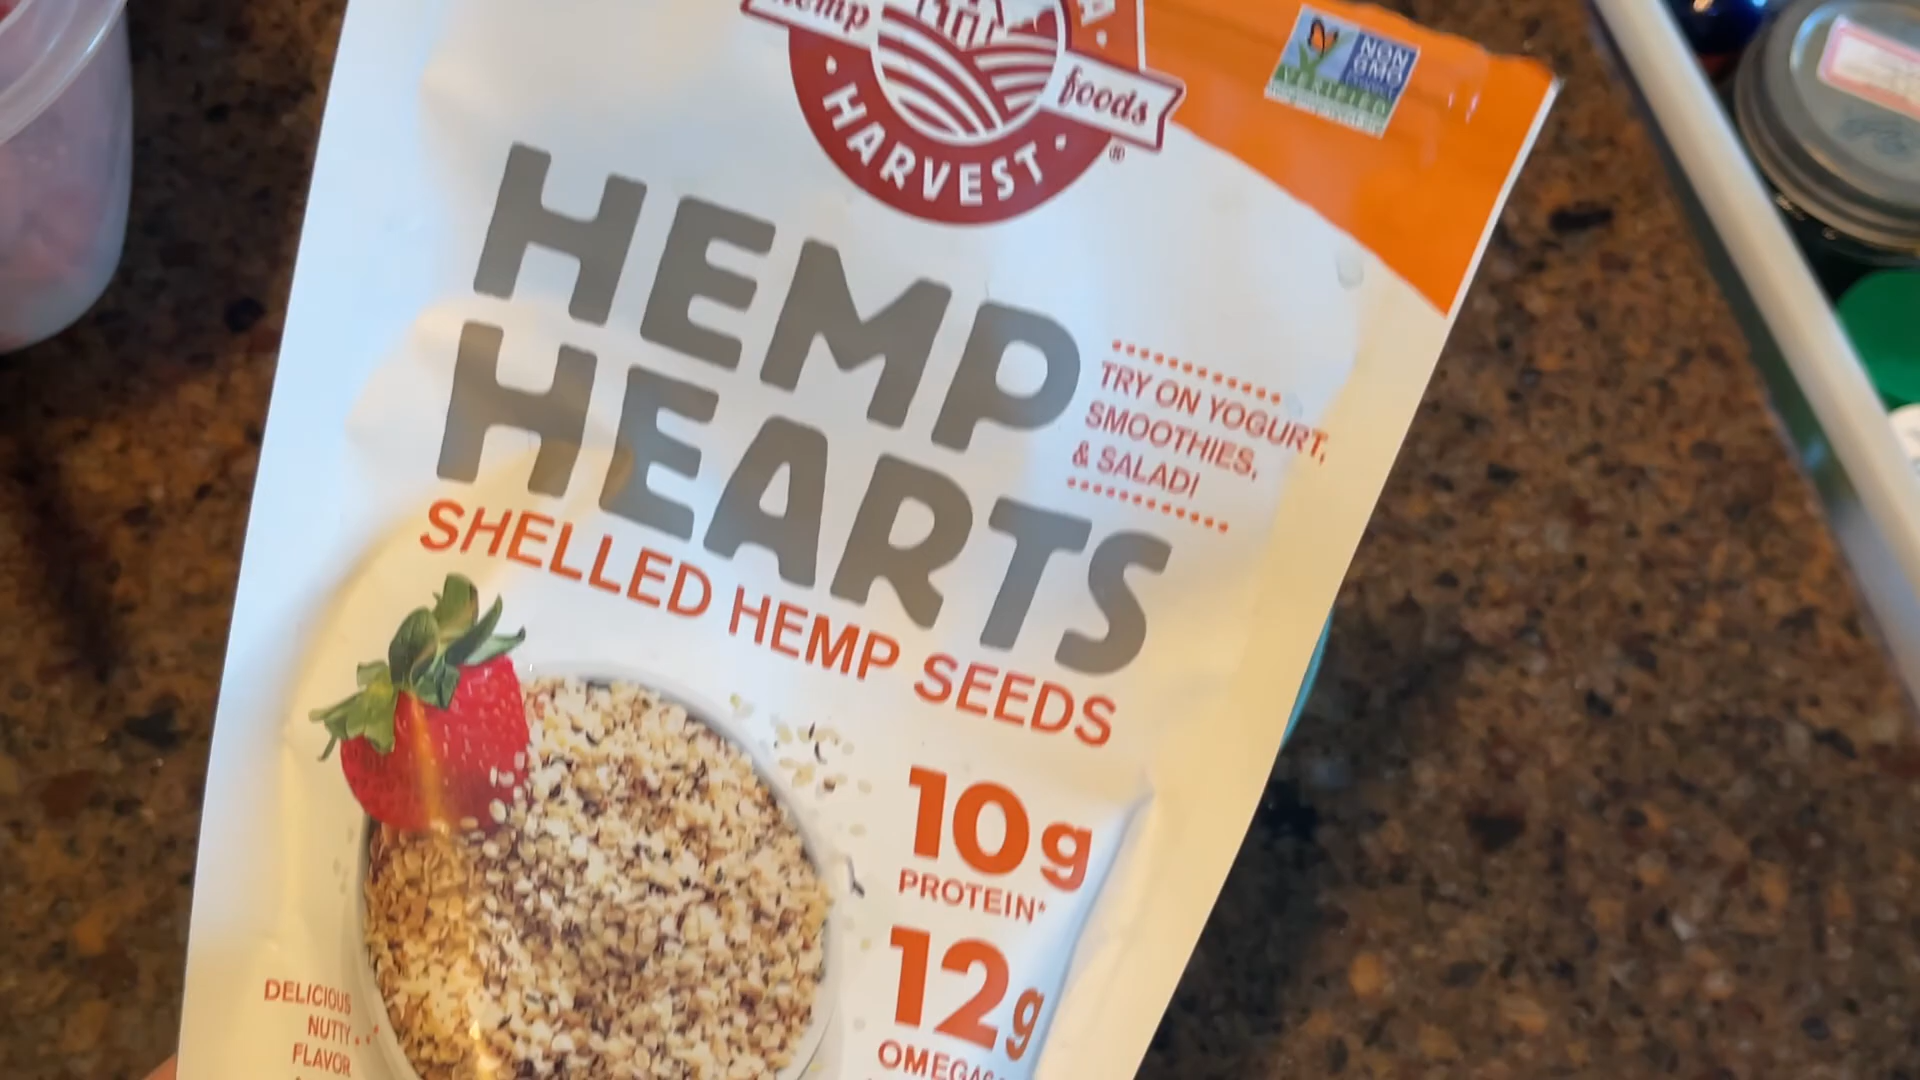 hemp
foods
HARVEST
®
NON
GMO
VERIFIED
HEMP
HEARTS
TRY ON YOGURT,
SMOOTHIES,
& SALAD!
SHELLED HEMP SEEDS
10g
PROTEIN*
12g
OMEGAS
DELICIOUS
NUTTY
FLAVOR